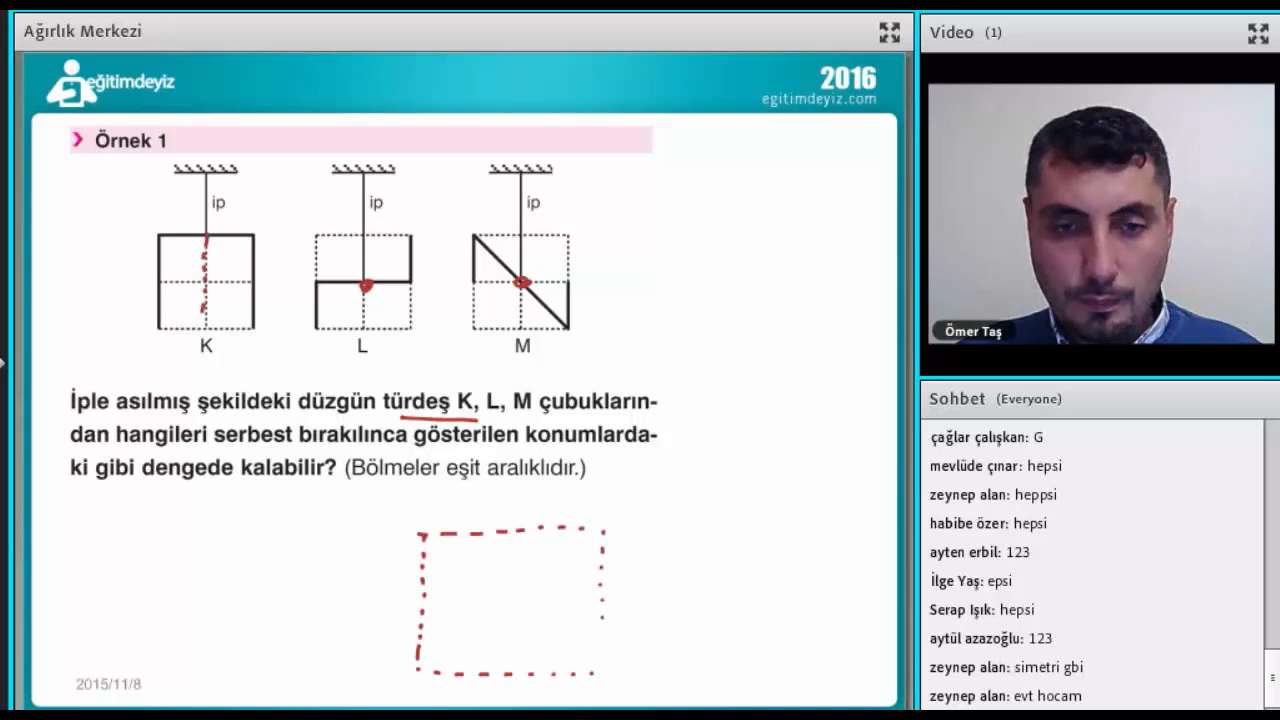 Ağırlık Merkezi
eğitimdeyiz
2016
egitimdeyiz.com
Örnek 1
ip
ip
ip
K
L
M
İple asılmış şekildeki düzgün türdeş K, L, M çubukların-
dan hangileri serbest bırakılınca gösterilen konumlarda-
ki gibi dengede kalabilir? (Bölmeler eşit aralıklıdır.)
2015/11/8
Video (1)
Ömer Taş
Sohbet (Everyone)
çağlar çalışkan: G
mevlüde çınar: hepsi
zeynep alan: heppsi
habibe özer: hepsi
ayten erbil: 123
İlge Yaş: epsi
Serap Işık: hepsi
aytül azazoğlu: 123
zeynep alan: simetri gbi
zeynep alan: evt hocam